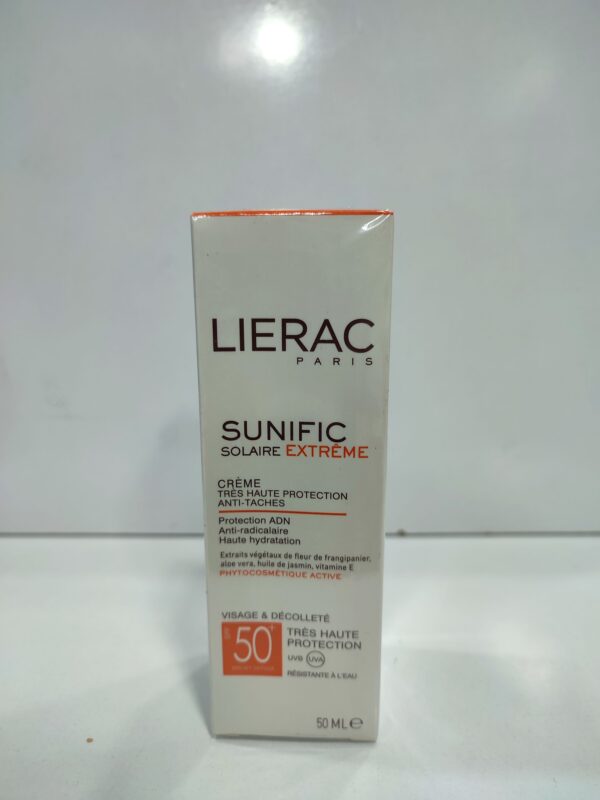 LIERAC
PARIS
SUNIFIC
SOLAIRE EXTRÊME
CRÈME
TRÈS HAUTE PROTECTION
ANTI-TACHES
Protection ADN
Anti-radicalaire
Haute hydratation
Extraits végétaux de fleur de frangipanier,
aloe vera, huile de jasmin, vitamine E
PHYTOCOSMÉTIQUE ACTIVE
VISAGE & DÉCOLLETÉ
SPF 50+
TRÈS HAUTE
PROTECTION
UVB UVA
RÉSISTANTE À L'EAU
50 ML e